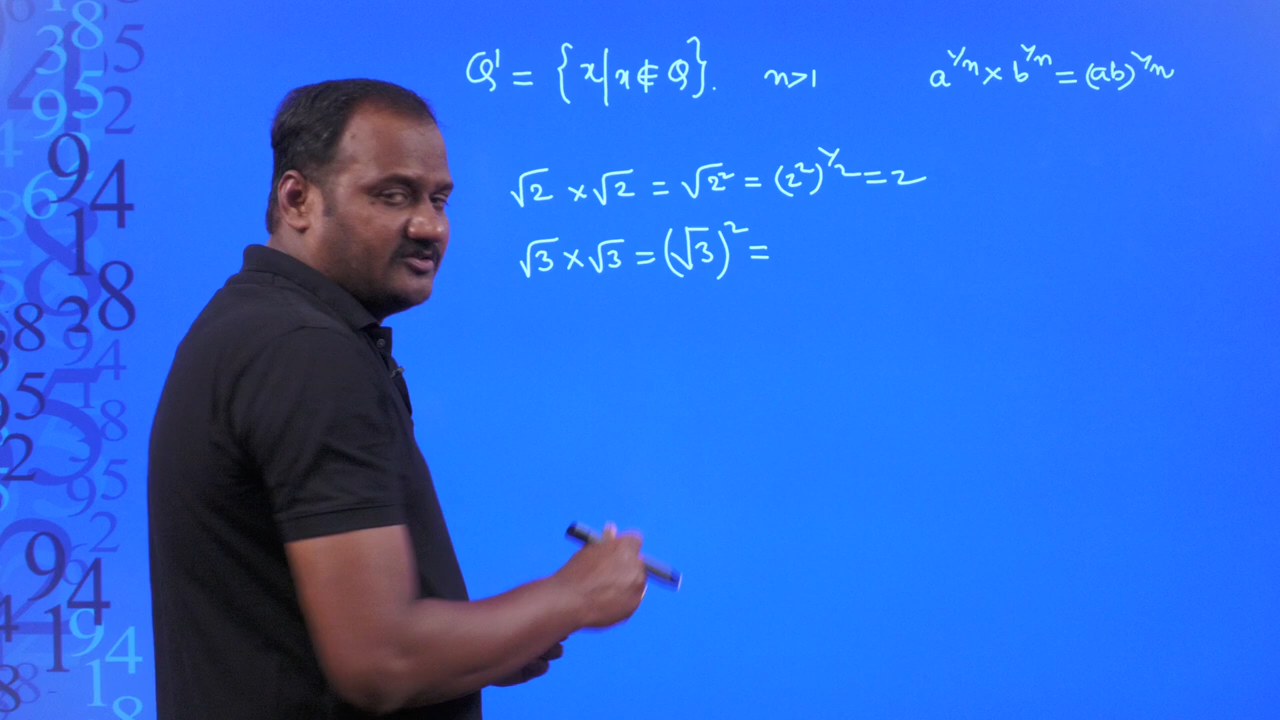 Q' = {x/x∉Q}. n>1 a^{1/n} × b^{1/n} = (ab)^{1/n}
√2 × √2 = √2² = (2²)^{1/2} = 2
√3 × √3 = (√3)² =